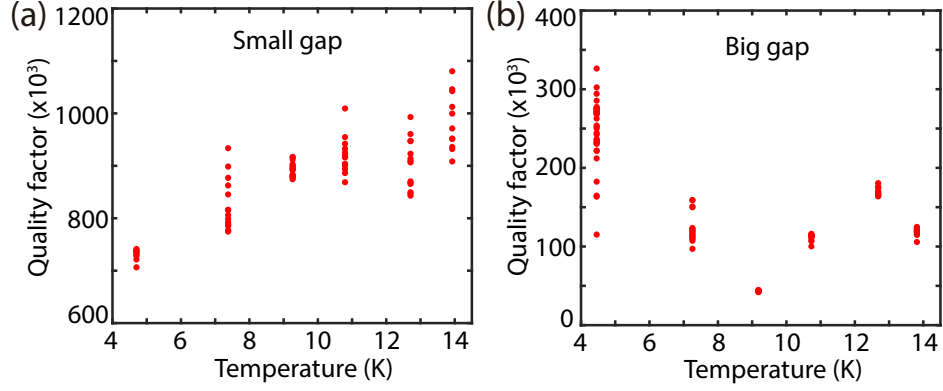 (a)
Small gap
Quality factor (x10³)
1200
1000
800
600
4 6 8 10 12 14
Temperature (K)
(b)
Big gap
Quality factor (x10³)
400
300
200
100
0
4 6 8 10 12 14
Temperature (K)